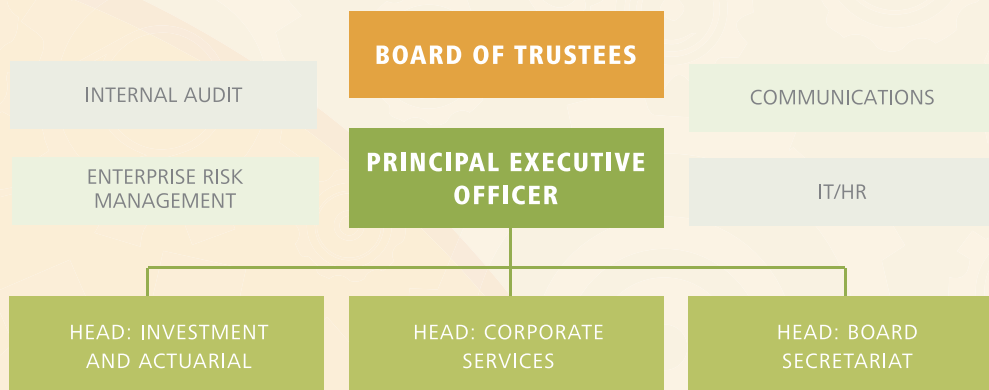 BOARD OF TRUSTEES
INTERNAL AUDIT
COMMUNICATIONS
PRINCIPAL EXECUTIVE
OFFICER
ENTERPRISE RISK
MANAGEMENT
IT/HR
HEAD: INVESTMENT
AND ACTUARIAL
HEAD: CORPORATE
SERVICES
HEAD: BOARD
SECRETARIAT